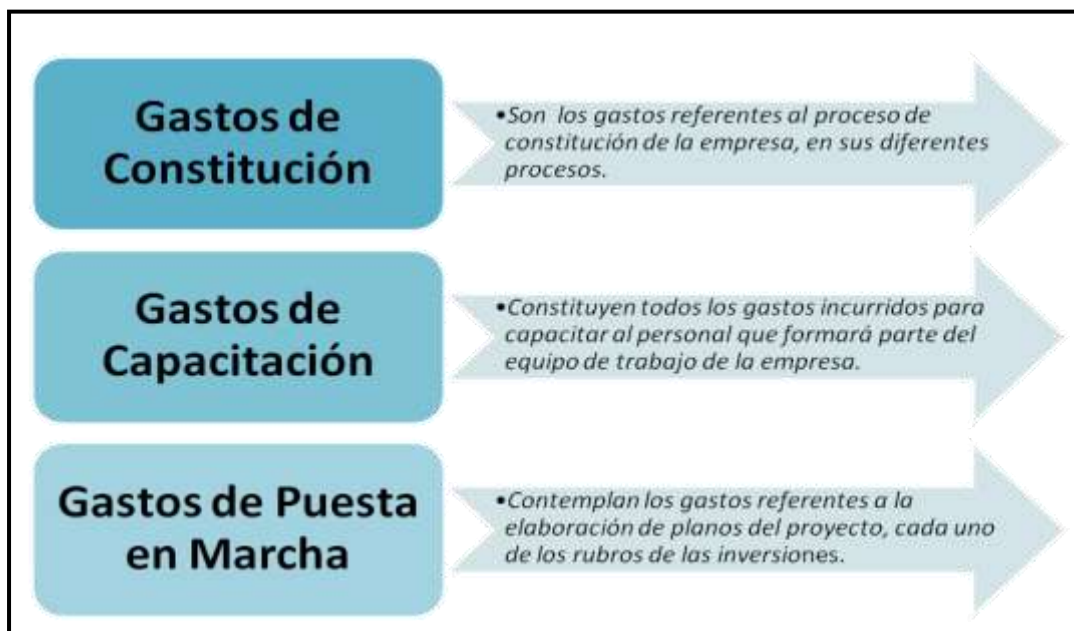 Gastos de
Constitución
•Son los gastos referentes al proceso de
constitución de la empresa, en sus diferentes
procesos.
Gastos de
Capacitación
•Constituyen todos los gastos incurridos para
capacitar al personal que formará parte del
equipo de trabajo de la empresa.
Gastos de Puesta
en Marcha
•Contemplan los gastos referentes a la
elaboración de planos del proyecto, cada uno
de los rubros de las inversiones.